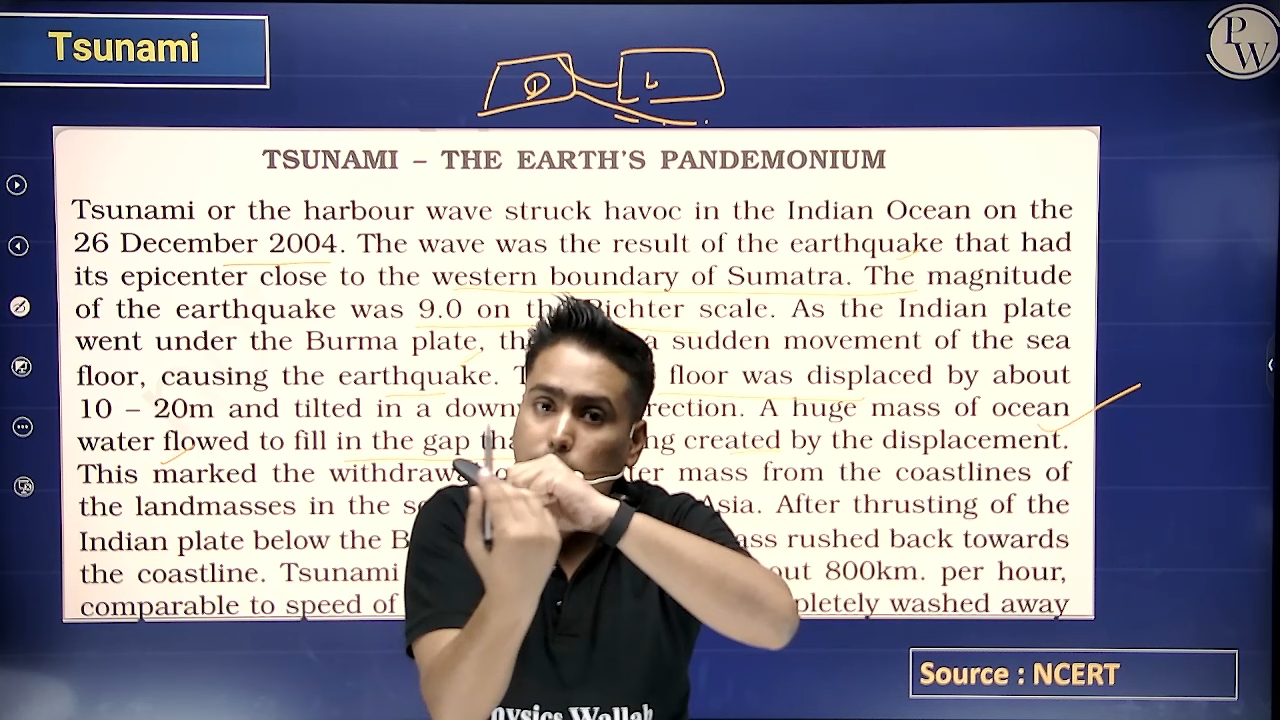 Tsunami
PW
TSUNAMI – THE EARTH'S PANDEMONIUM
Tsunami or the harbour wave struck havoc in the Indian Ocean on the
26 December 2004. The wave was the result of the earthquake that had
its epicenter close to the western boundary of Sumatra. The magnitude
of the earthquake was 9.0 on Richter scale. As the Indian plate
went under the Burma plate, a sudden movement of the sea
floor, causing the earthquake. floor was displaced by about
10 – 20m and tilted in a A huge mass of ocean
water flowed to fill in the gap created by the displacement.
This marked the mass from the coastlines of
the landmasses in the Asia. After thrusting of the
Indian plate below the rushed back towards
the coastline. Tsunami 800km. per hour,
comparable to speed of washed away
Source : NCERT